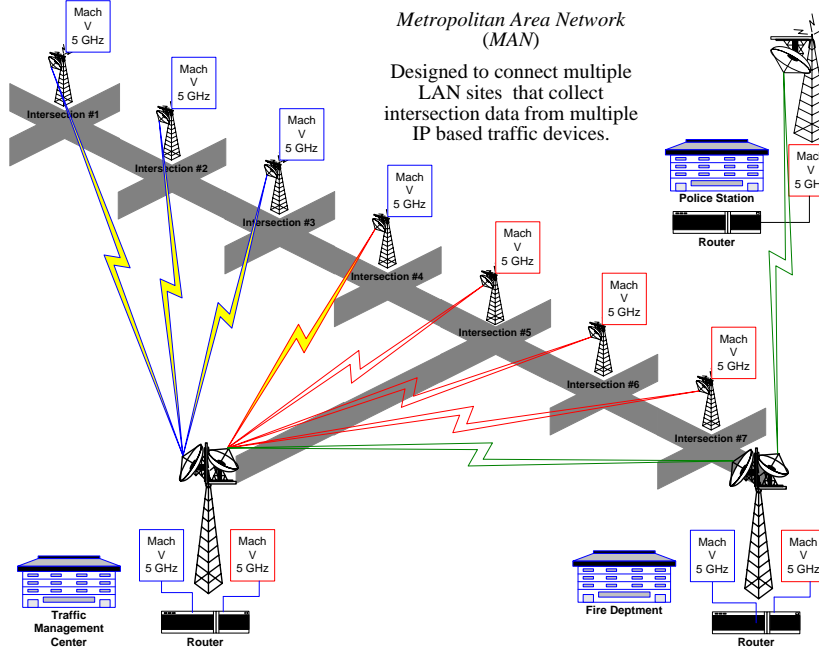 Metropolitan Area Network
(MAN)
Designed to connect multiple
LAN sites that collect
intersection data from multiple
IP based traffic devices.
Mach
V
5 GHz
Intersection #1
Mach
V
5 GHz
Intersection #2
Mach
V
5 GHz
Intersection #3
Mach
V
5 GHz
Intersection #4
Mach
V
5 GHz
Intersection #5
Mach
V
5 GHz
Intersection #6
Mach
V
5 GHz
Intersection #7
Mach
V
5 GHz
Police Station
Router
Mach
V
5 GHz
Mach
V
5 GHz
Traffic
Management
Center
Router
Mach
V
5 GHz
Mach
V
5 GHz
Fire Deptment
Router